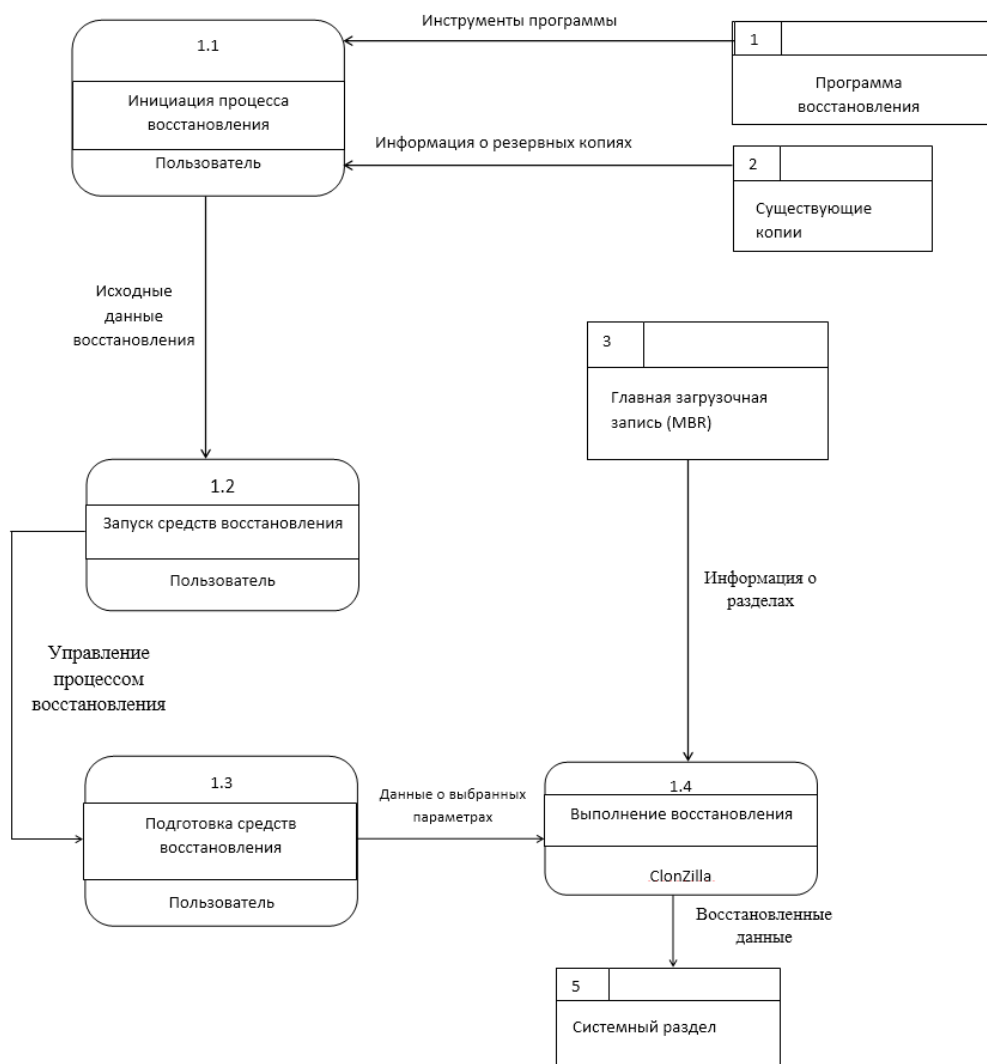 Инструменты программы
1.1
1
Инициация процесса
восстановления
Пользователь
Программа
восстановления
Информация о резервных копиях
2
Существующие
копии
Исходные
данные
восстановления
3
Главная загрузочная
запись (MBR)
1.2
Запуск средств восстановления
Пользователь
Информация о
разделах
Управление
процессом
восстановления
1.3
Подготовка средств
восстановления
Пользователь
Данные о выбранных
параметрах
1.4
Выполнение восстановления
ClonZilla
Восстановленные
данные
5
Системный раздел